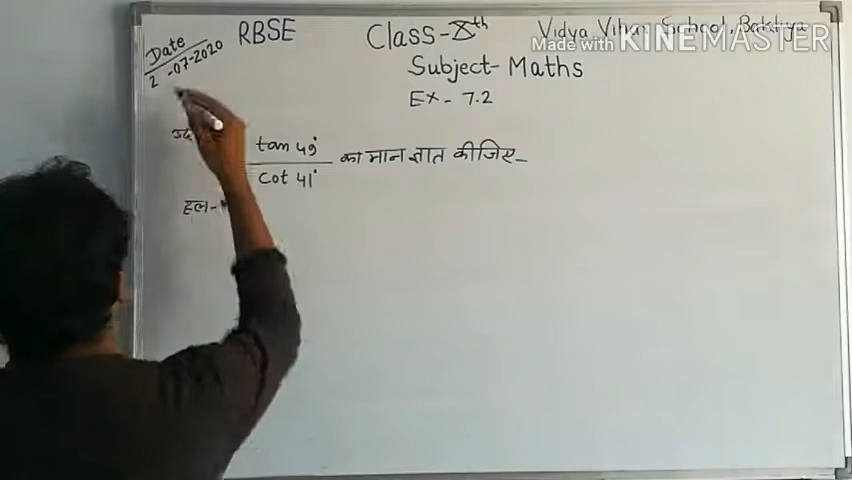 Date
2 -07-2020
RBSE Class-8th Vidya Vihar School, Bakhiya
Made with KINEMASTER
Subject- Maths
Ex- 7.2
tan 49° का मान ज्ञात कीजिए-
cot 41°
हल-